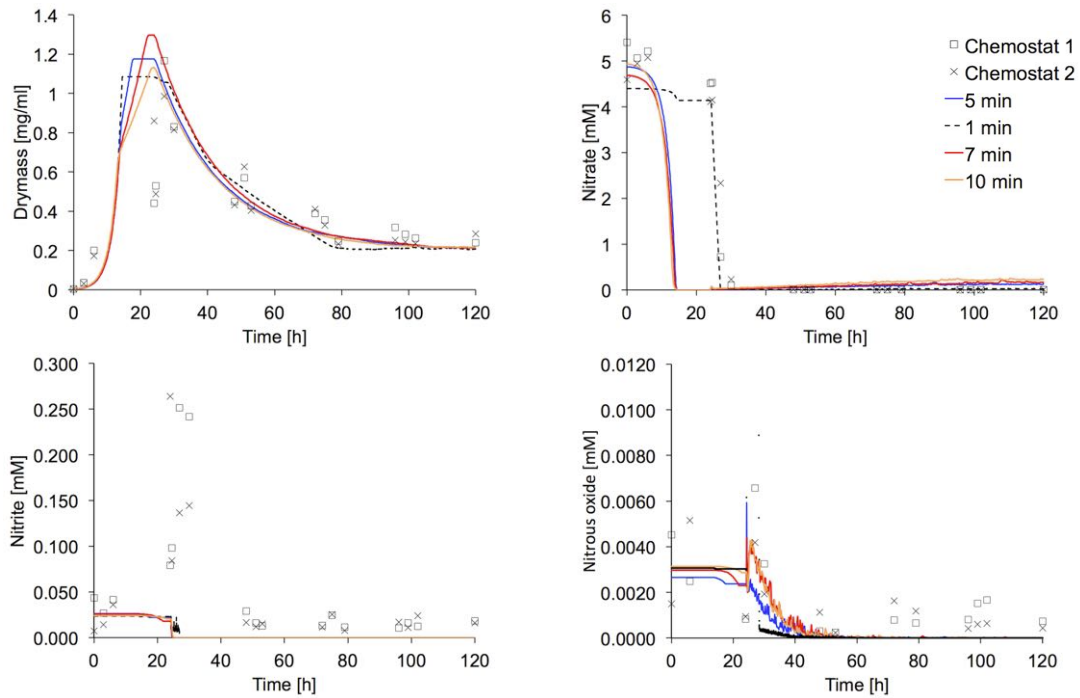 1.4
1.2
1.0
0.8
0.6
0.4
0.2
0.0
Drymass [mg/ml]
0 20 40 60 80 100 120
Time [h]
6
5
4
3
2
1
0
Nitrate [mM]
0 20 40 60 80 100 120
Time [h]
Chemostat 1
Chemostat 2
5 min
1 min
7 min
10 min
0.300
0.250
0.200
0.150
0.100
0.050
0.000
Nitrite [mM]
0 20 40 60 80 100 120
Time [h]
0.0120
0.0100
0.0080
0.0060
0.0040
0.0020
0.0000
Nitrous oxide [mM]
0 20 40 60 80 100 120
Time [h]